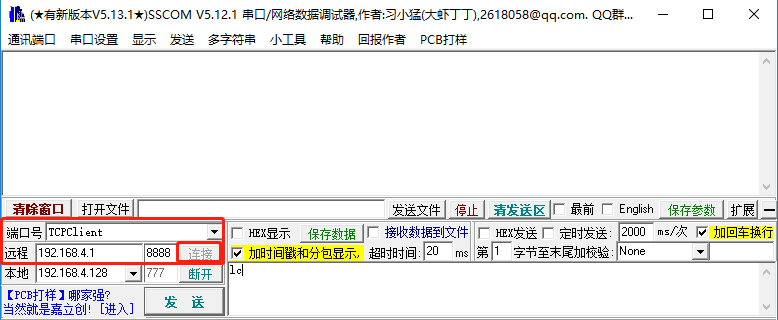 (★有新版本V5.13.1★)SSCOM V5.12.1 串口/网络数据调试器,作者:习小猛(大虾丁丁),2618058@qq.com. QQ群...
通讯端口 串口设置 显示 发送 多字符串 小工具 帮助 回报作者 PCB打样
清除窗口 打开文件 发送文件 停止 清发送区 最前 English 保存参数 扩展 —
端口号 TCPClient HEX显示 保存数据 接收数据到文件 HEX发送 定时发送: 2000 ms/次 加回车换行
远程 192.168.4.1 8888 连接 加时间戳和分包显示, 超时时间: 20 ms 第 1 字节至末尾加校验: None
本地 192.168.4.128 777 断开 lc
【PCB打样】哪家强?
当然就是嘉立创! [进入] 发 送